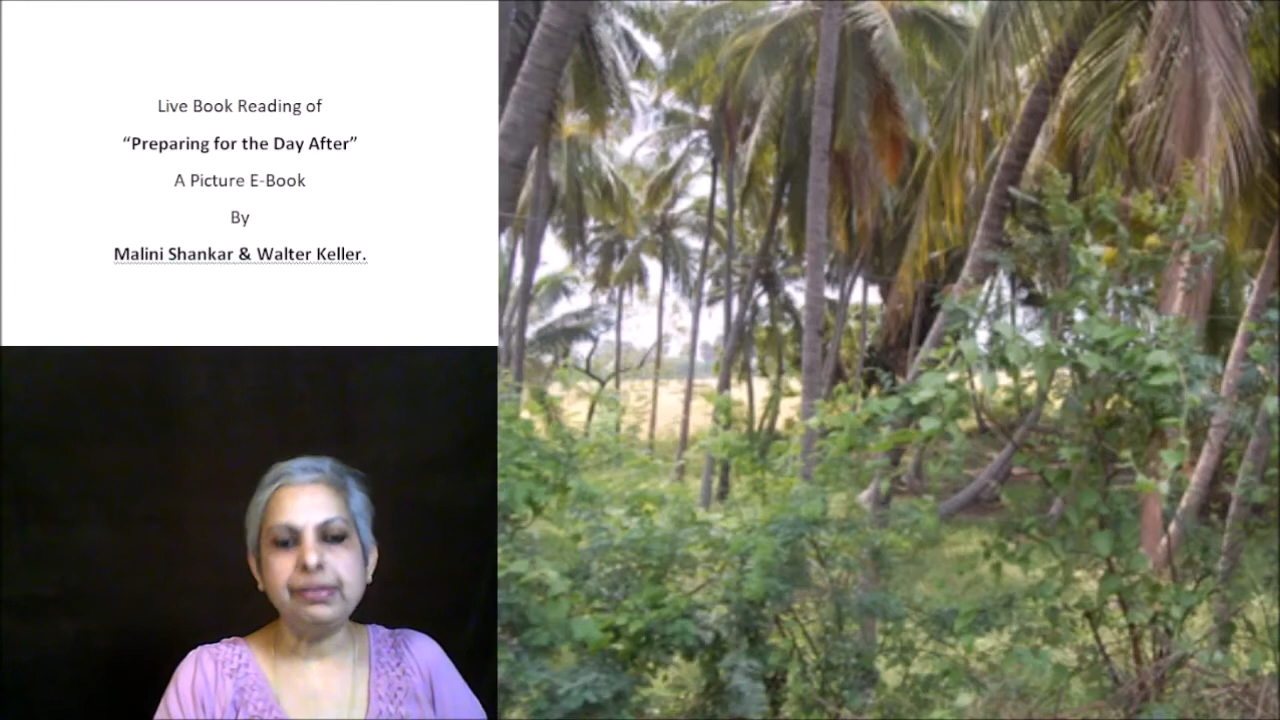 Live Book Reading of
“Preparing for the Day After”
A Picture E-Book
By
Malini Shankar & Walter Keller.